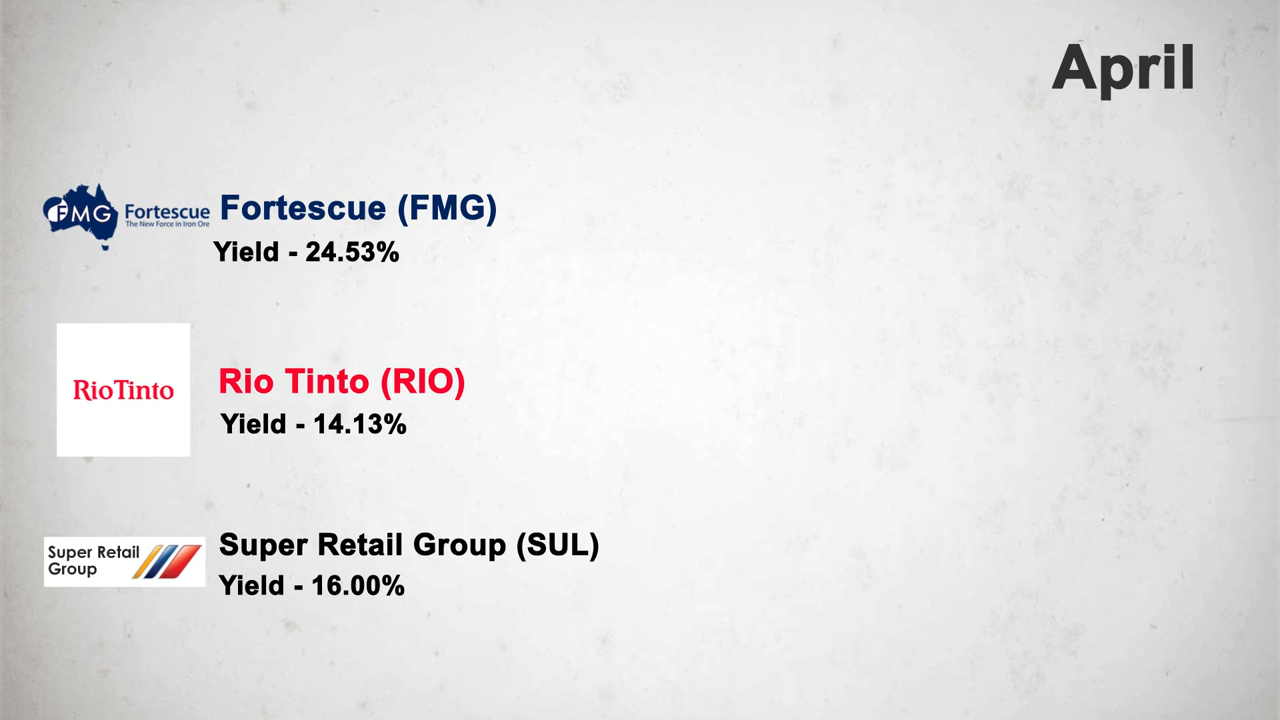 April
FMG
Fortescue
The New Force in Iron Ore
Fortescue (FMG)
Yield - 24.53%
RioTinto
Rio Tinto (RIO)
Yield - 14.13%
Super Retail
Group
Super Retail Group (SUL)
Yield - 16.00%